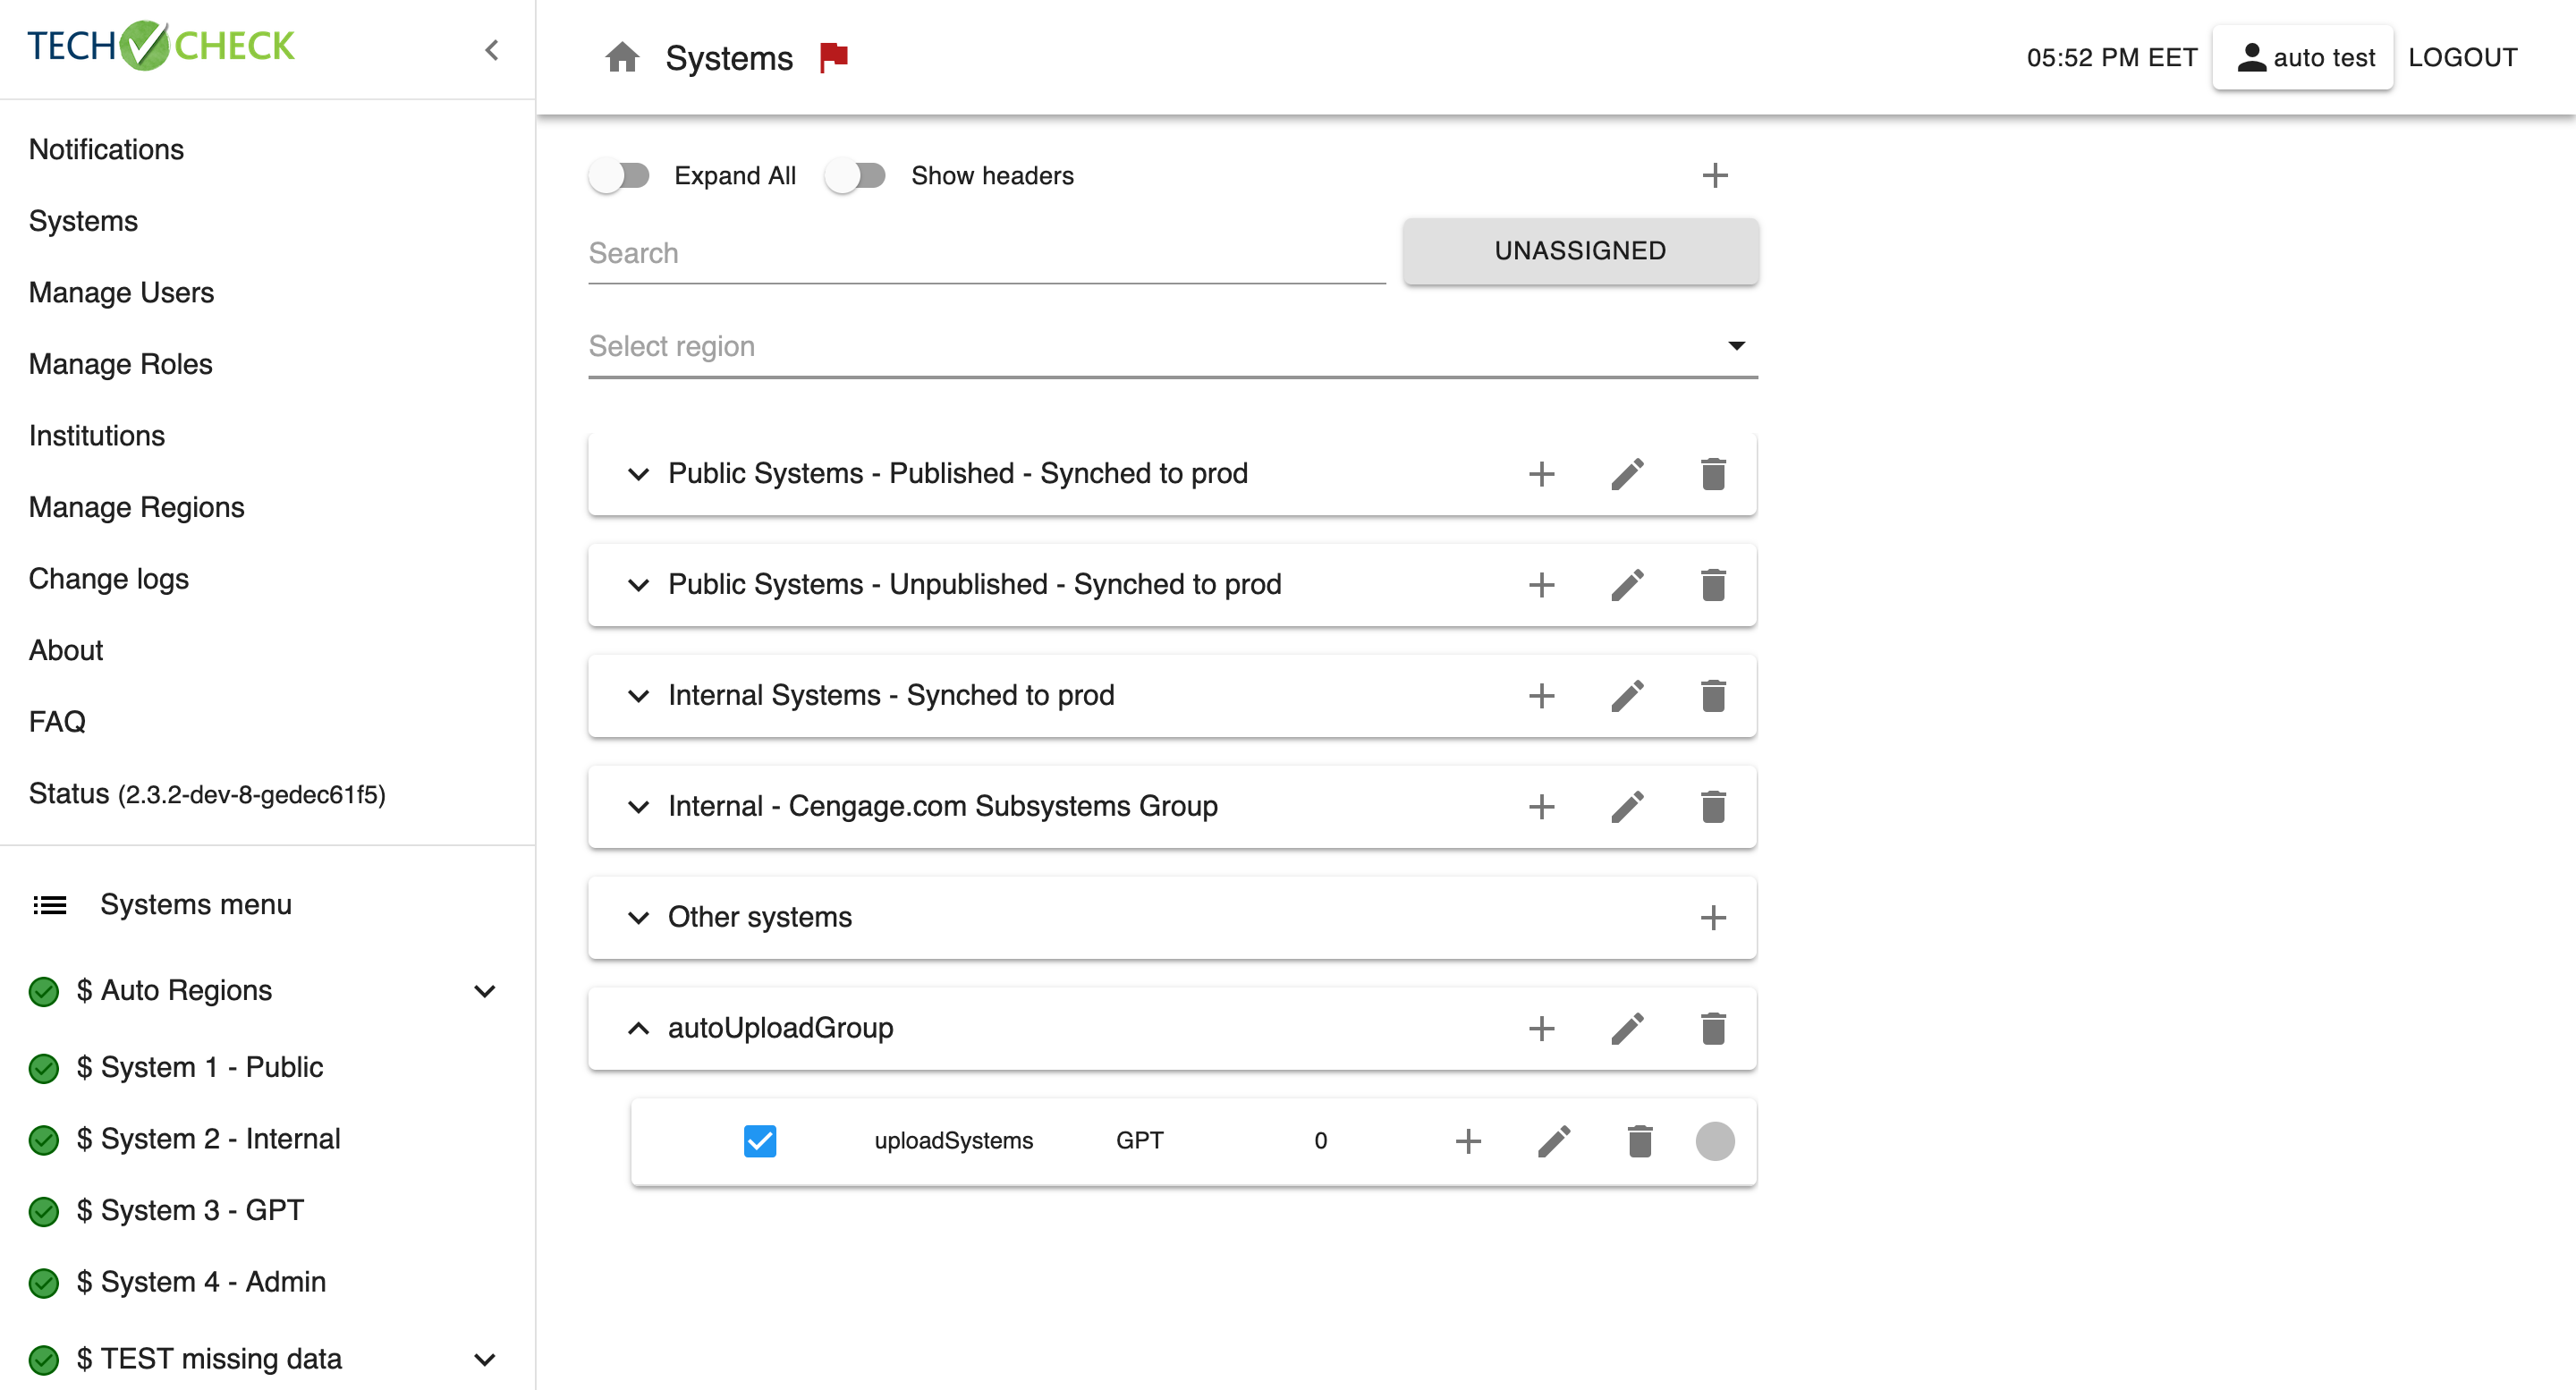 TECH CHECK
Notifications
Systems
Manage Users
Manage Roles
Institutions
Manage Regions
Change logs
About
FAQ
Status (2.3.2-dev-8-gedec61f5)
Systems menu
$ Auto Regions
$ System 1 - Public
$ System 2 - Internal
$ System 3 - GPT
$ System 4 - Admin
$ TEST missing data
Systems
05:52 PM EET auto test LOGOUT
Expand All Show headers
Search UNASSIGNED
Select region
Public Systems - Published - Synched to prod
Public Systems - Unpublished - Synched to prod
Internal Systems - Synched to prod
Internal - Cengage.com Subsystems Group
Other systems
autoUploadGroup
uploadSystems GPT 0